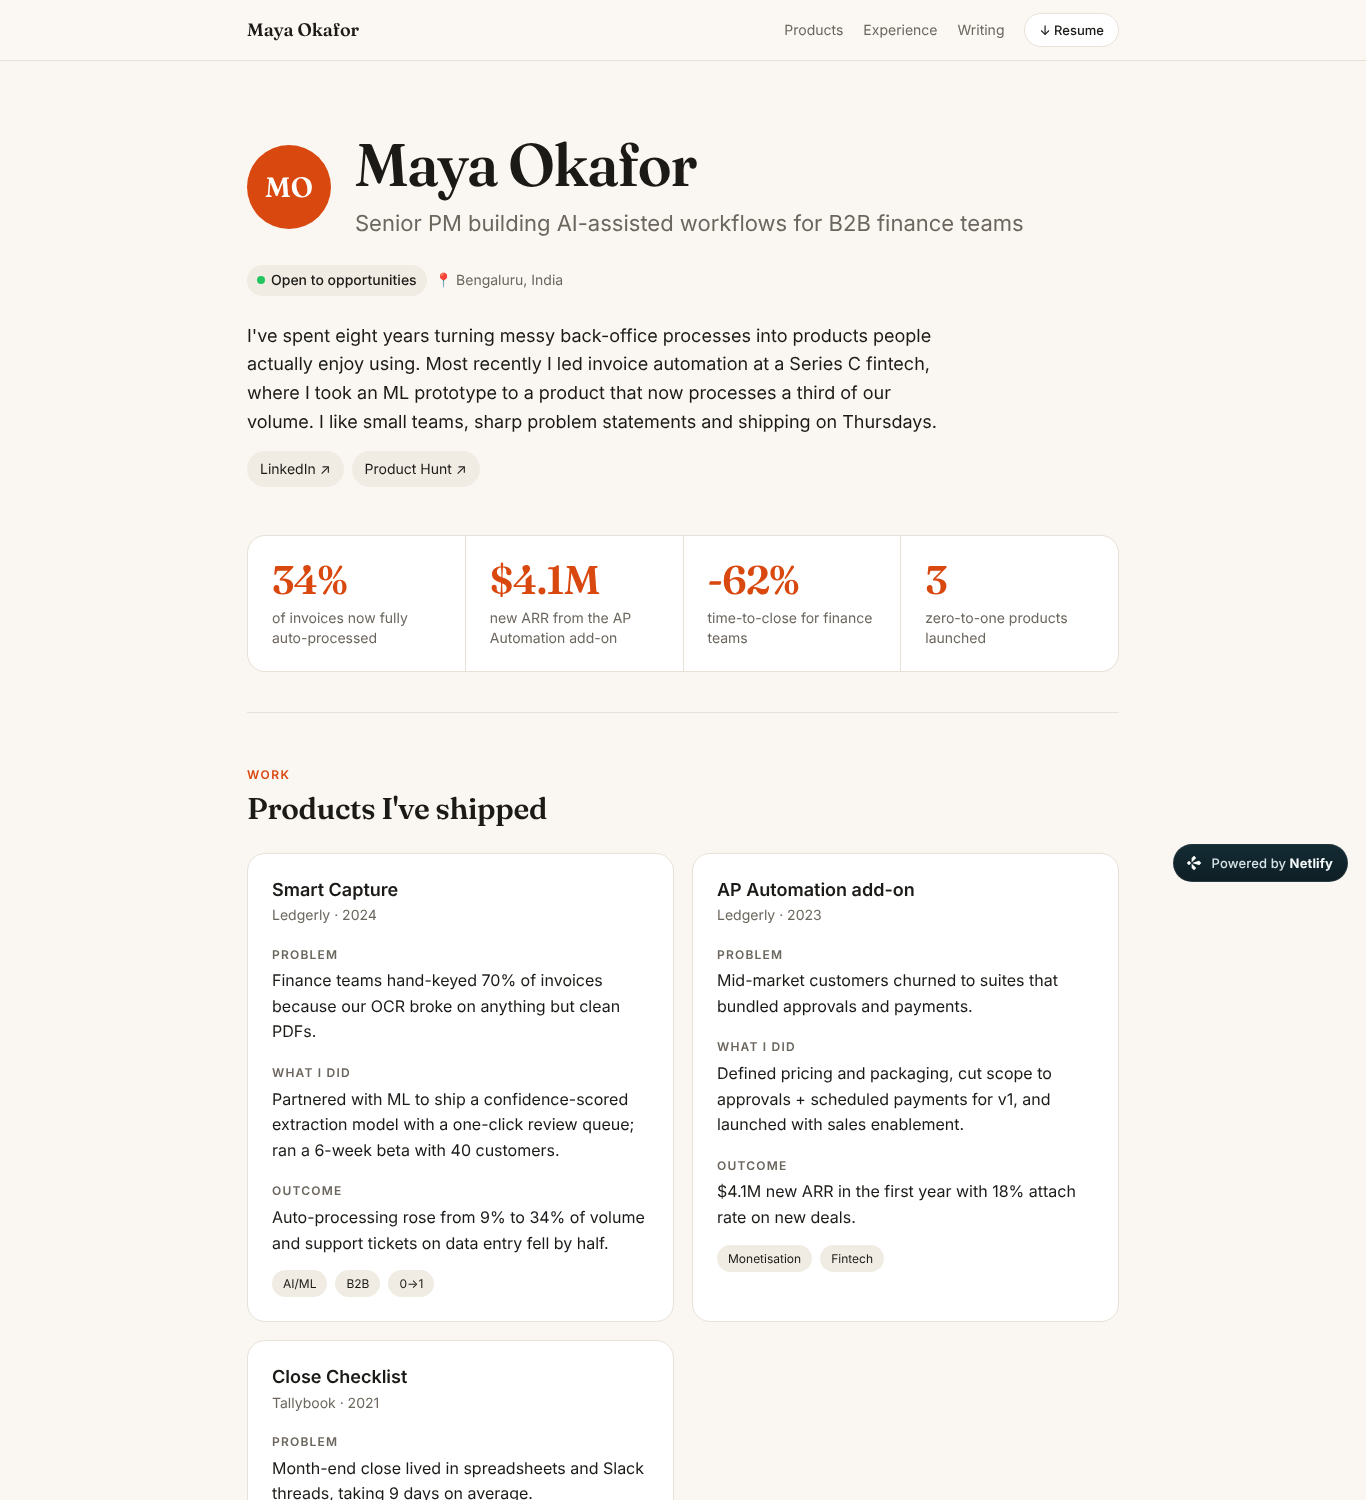 Maya Okafor
Products
Experience
Writing
↓ Resume
MO
Maya Okafor
Senior PM building AI-assisted workflows for B2B finance teams
Open to opportunities
📍 Bengaluru, India
I've spent eight years turning messy back-office processes into products people
actually enjoy using. Most recently I led invoice automation at a Series C fintech,
where I took an ML prototype to a product that now processes a third of our
volume. I like small teams, sharp problem statements and shipping on Thursdays.
LinkedIn ↗
Product Hunt ↗
34%
of invoices now fully
auto-processed
$4.1M
new ARR from the AP
Automation add-on
-62%
time-to-close for finance
teams
3
zero-to-one products
launched
WORK
Products I've shipped
Smart Capture
Ledgerly · 2024
PROBLEM
Finance teams hand-keyed 70% of invoices
because our OCR broke on anything but clean
PDFs.
WHAT I DID
Partnered with ML to ship a confidence-scored
extraction model with a one-click review queue;
ran a 6-week beta with 40 customers.
OUTCOME
Auto-processing rose from 9% to 34% of volume
and support tickets on data entry fell by half.
AI/ML
B2B
0→1
AP Automation add-on
Ledgerly · 2023
PROBLEM
Mid-market customers churned to suites that
bundled approvals and payments.
WHAT I DID
Defined pricing and packaging, cut scope to
approvals + scheduled payments for v1, and
launched with sales enablement.
OUTCOME
$4.1M new ARR in the first year with 18% attach
rate on new deals.
Monetisation
Fintech
Powered by Netlify
Close Checklist
Tallybook · 2021
PROBLEM
Month-end close lived in spreadsheets and Slack
threads, taking 9 days on average.